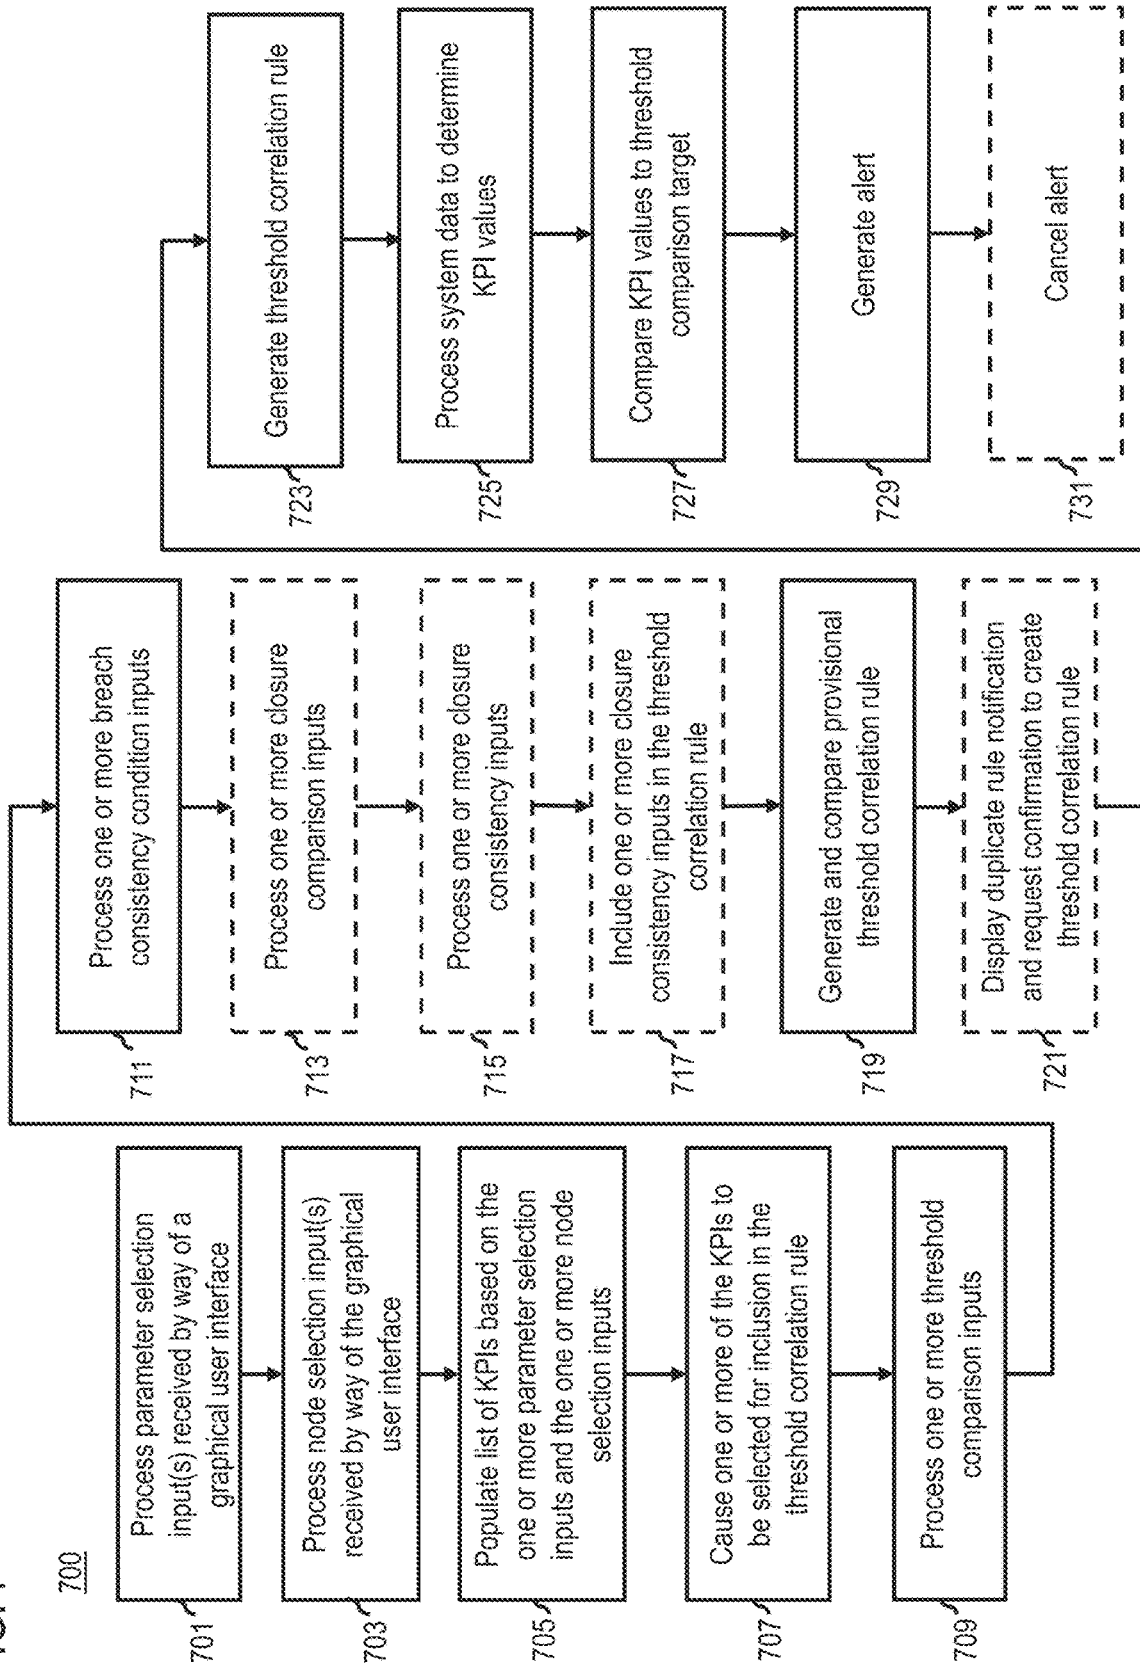 700
701
Process parameter selection
input(s) received by way of a
graphical user interface
703
Process node selection input(s)
received by way of the graphical
user interface
705
Populate list of KPIs based on the
one or more parameter selection
inputs and the one or more node
selection inputs
707
Cause one or more of the KPIs to
be selected for inclusion in the
threshold correlation rule
709
Process one or more threshold
comparison inputs
711
Process one or more breach
consistency condition inputs
713
Process one or more closure
comparison inputs
715
Process one or more closure
consistency inputs
717
Include one or more closure
consistency inputs in the threshold
correlation rule
719
Generate and compare provisional
threshold correlation rule
721
Display duplicate rule notification
and request confirmation to create
threshold correlation rule
723
Generate threshold correlation rule
725
Process system data to determine
KPI values
727
Compare KPI values to threshold
comparison target
729
Generate alert
731
Cancel alert